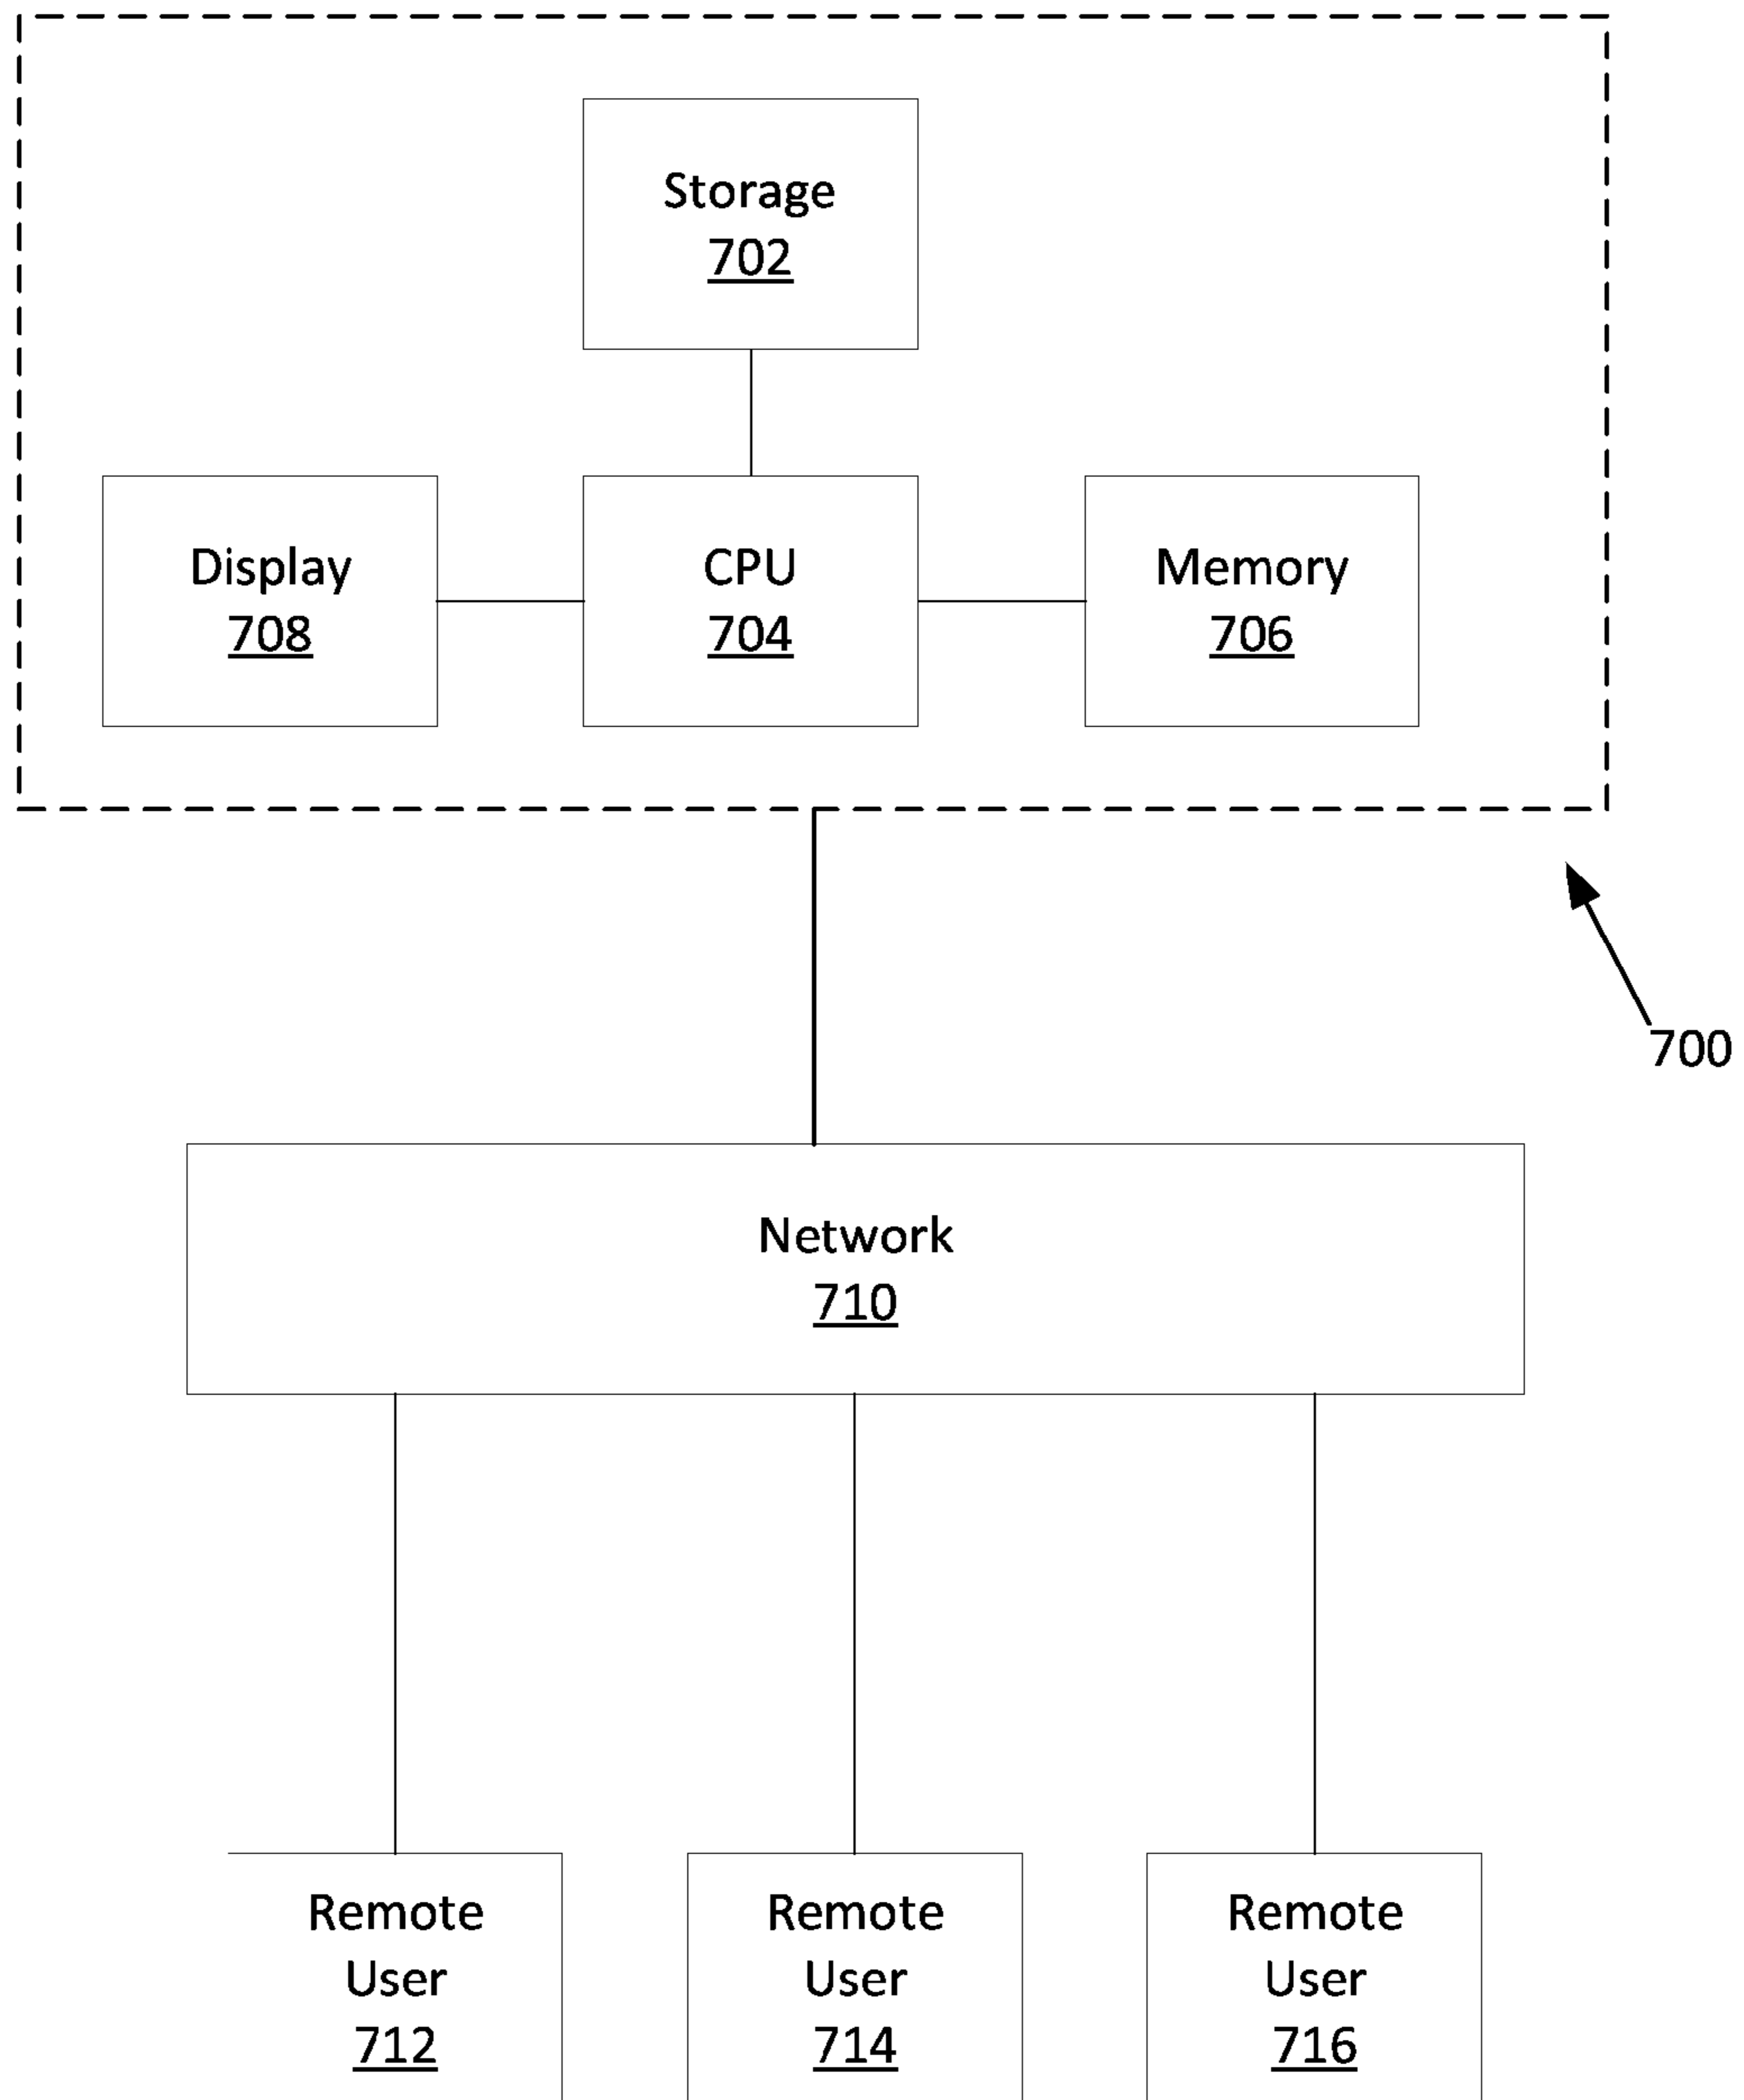 Storage
702
Display
708
CPU
704
Memory
706
700
Network
710
Remote
User
712
Remote
User
714
Remote
User
716